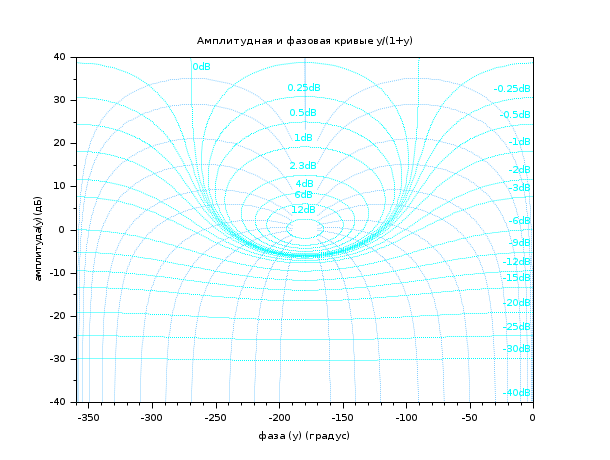 Амплитудная и фазовая кривые y/(1+y)
40
30
20
10
0
-10
-20
-30
-40
амплитуда(y) (дБ)
0dB
0.25dB
0.5dB
1dB
2.3dB
4dB
6dB
12dB
-0.25dB
-0.5dB
-1dB
-2dB
-3dB
-6dB
-9dB
-12dB
-15dB
-20dB
-25dB
-30dB
-40dB
-350
-300
-250
-200
-150
-100
-50
0
фаза (y) (градус)